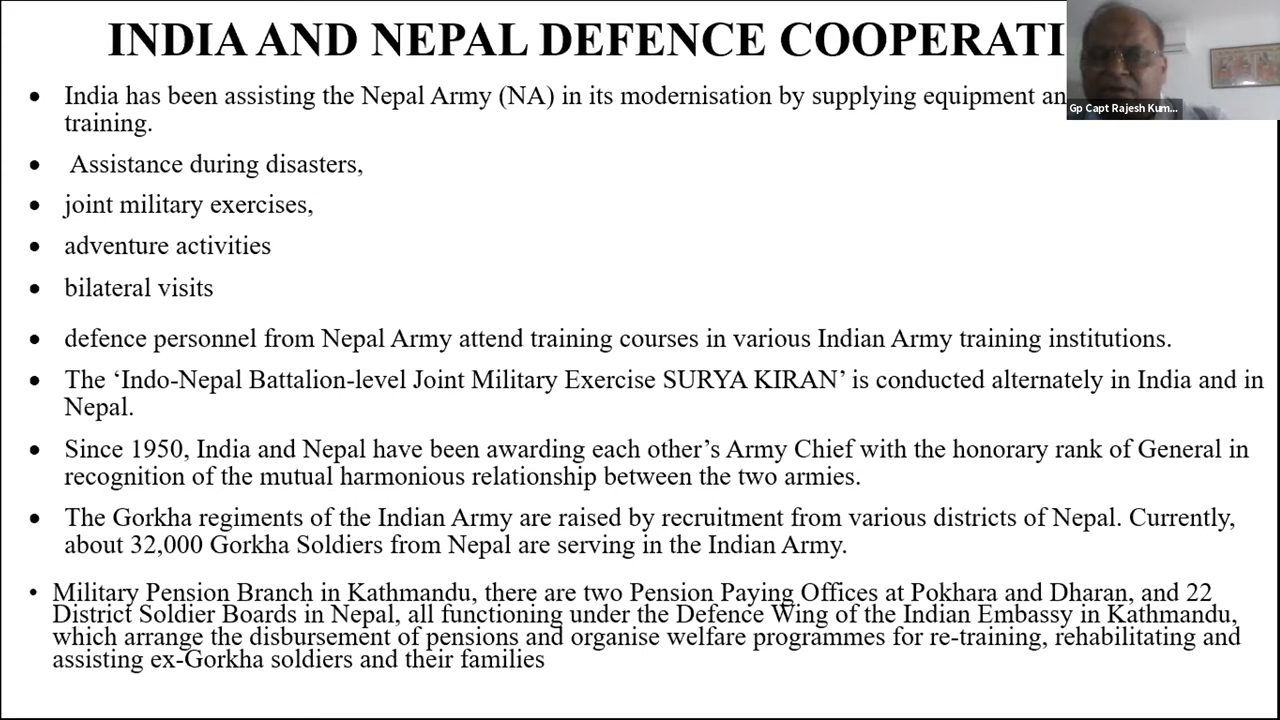 INDIA AND NEPAL DEFENCE COOPERATI
• India has been assisting the Nepal Army (NA) in its modernisation by supplying equipment an
training.
• Assistance during disasters,
• joint military exercises,
• adventure activities
• bilateral visits
• defence personnel from Nepal Army attend training courses in various Indian Army training institutions.
• The ‘Indo-Nepal Battalion-level Joint Military Exercise SURYA KIRAN’ is conducted alternately in India and in
Nepal.
• Since 1950, India and Nepal have been awarding each other’s Army Chief with the honorary rank of General in
recognition of the mutual harmonious relationship between the two armies.
• The Gorkha regiments of the Indian Army are raised by recruitment from various districts of Nepal. Currently,
about 32,000 Gorkha Soldiers from Nepal are serving in the Indian Army.
• Military Pension Branch in Kathmandu, there are two Pension Paying Offices at Pokhara and Dharan, and 22
District Soldier Boards in Nepal, all functioning under the Defence Wing of the Indian Embassy in Kathmandu,
which arrange the disbursement of pensions and organise welfare programmes for re-training, rehabilitating and
assisting ex-Gorkha soldiers and their families
Gp Capt Rajesh Kum...